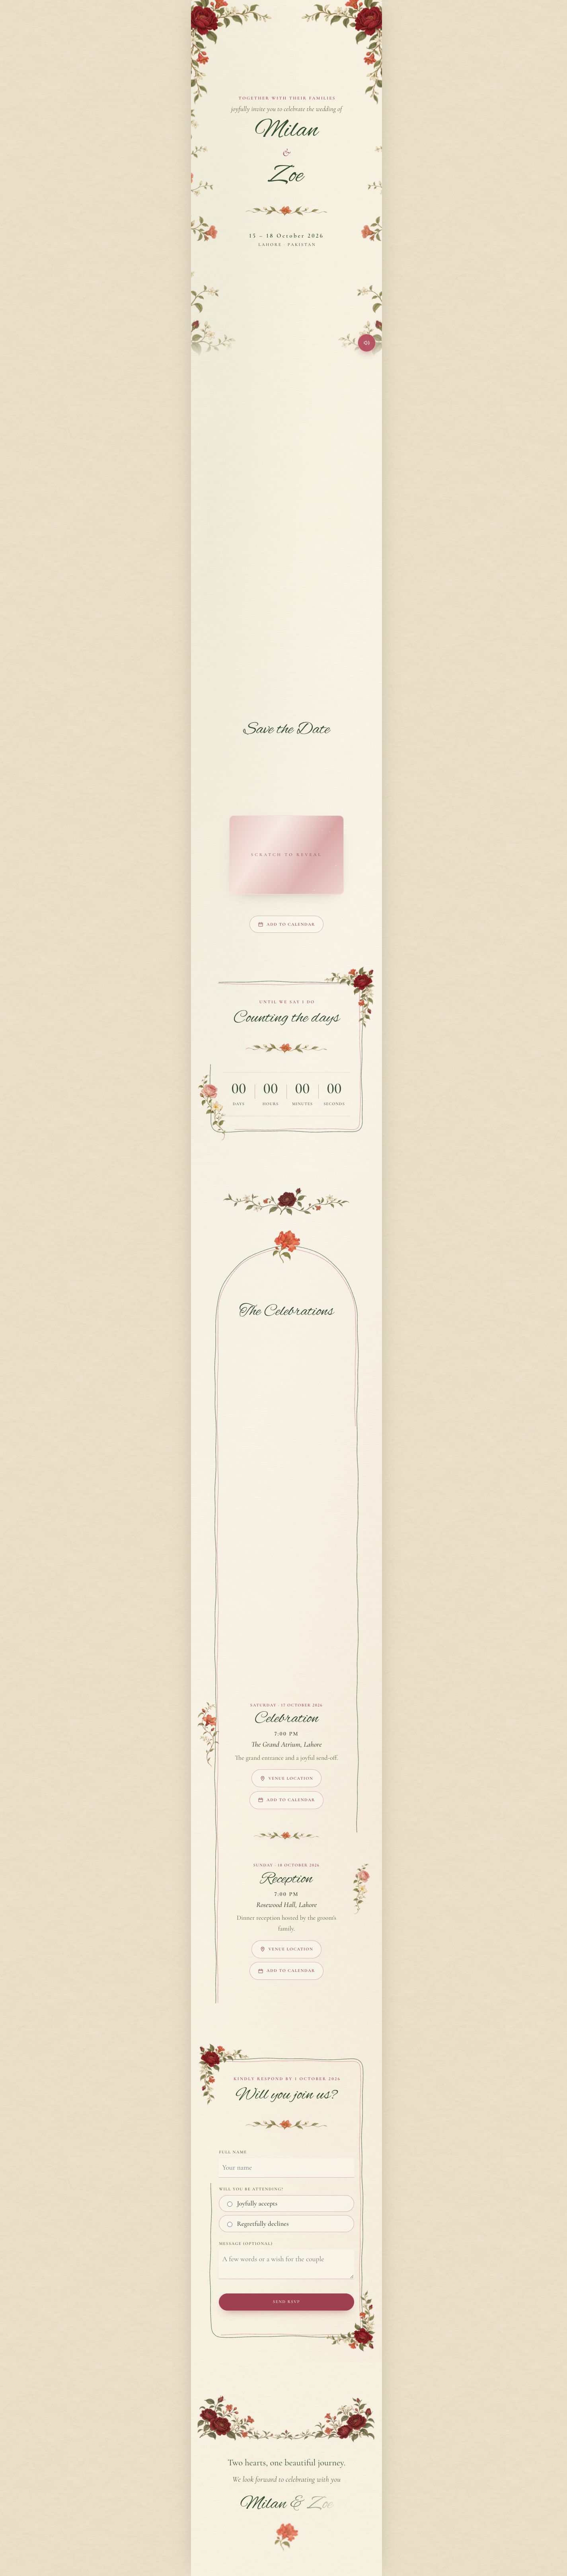 TOGETHER WITH THEIR FAMILIES
joyfully invite you to celebrate the wedding of
Milan
&
Zoe
15 – 18 October 2026
LAHORE · PAKISTAN
Save the Date
SCRATCH TO REVEAL
ADD TO CALENDAR
UNTIL WE SAY I DO
Counting the days
00 00 00 00
DAYS HOURS MINUTES SECONDS
The Celebrations
SATURDAY · 17 OCTOBER 2026
Celebration
7:00 PM
The Grand Atrium, Lahore
The grand entrance and a joyful send-off.
VENUE LOCATION
ADD TO CALENDAR
SUNDAY · 18 OCTOBER 2026
Reception
7:00 PM
Rosewood Hall, Lahore
Dinner reception hosted by the groom's
family.
VENUE LOCATION
ADD TO CALENDAR
KINDLY RESPOND BY 1 OCTOBER 2026
Will you join us?
FULL NAME
Your name
WILL YOU BE ATTENDING?
Joyfully accepts
Regretfully declines
MESSAGE (OPTIONAL)
A few words or a wish for the couple
SEND RSVP
Two hearts, one beautiful journey.
We look forward to celebrating with you
Milan & Zoe